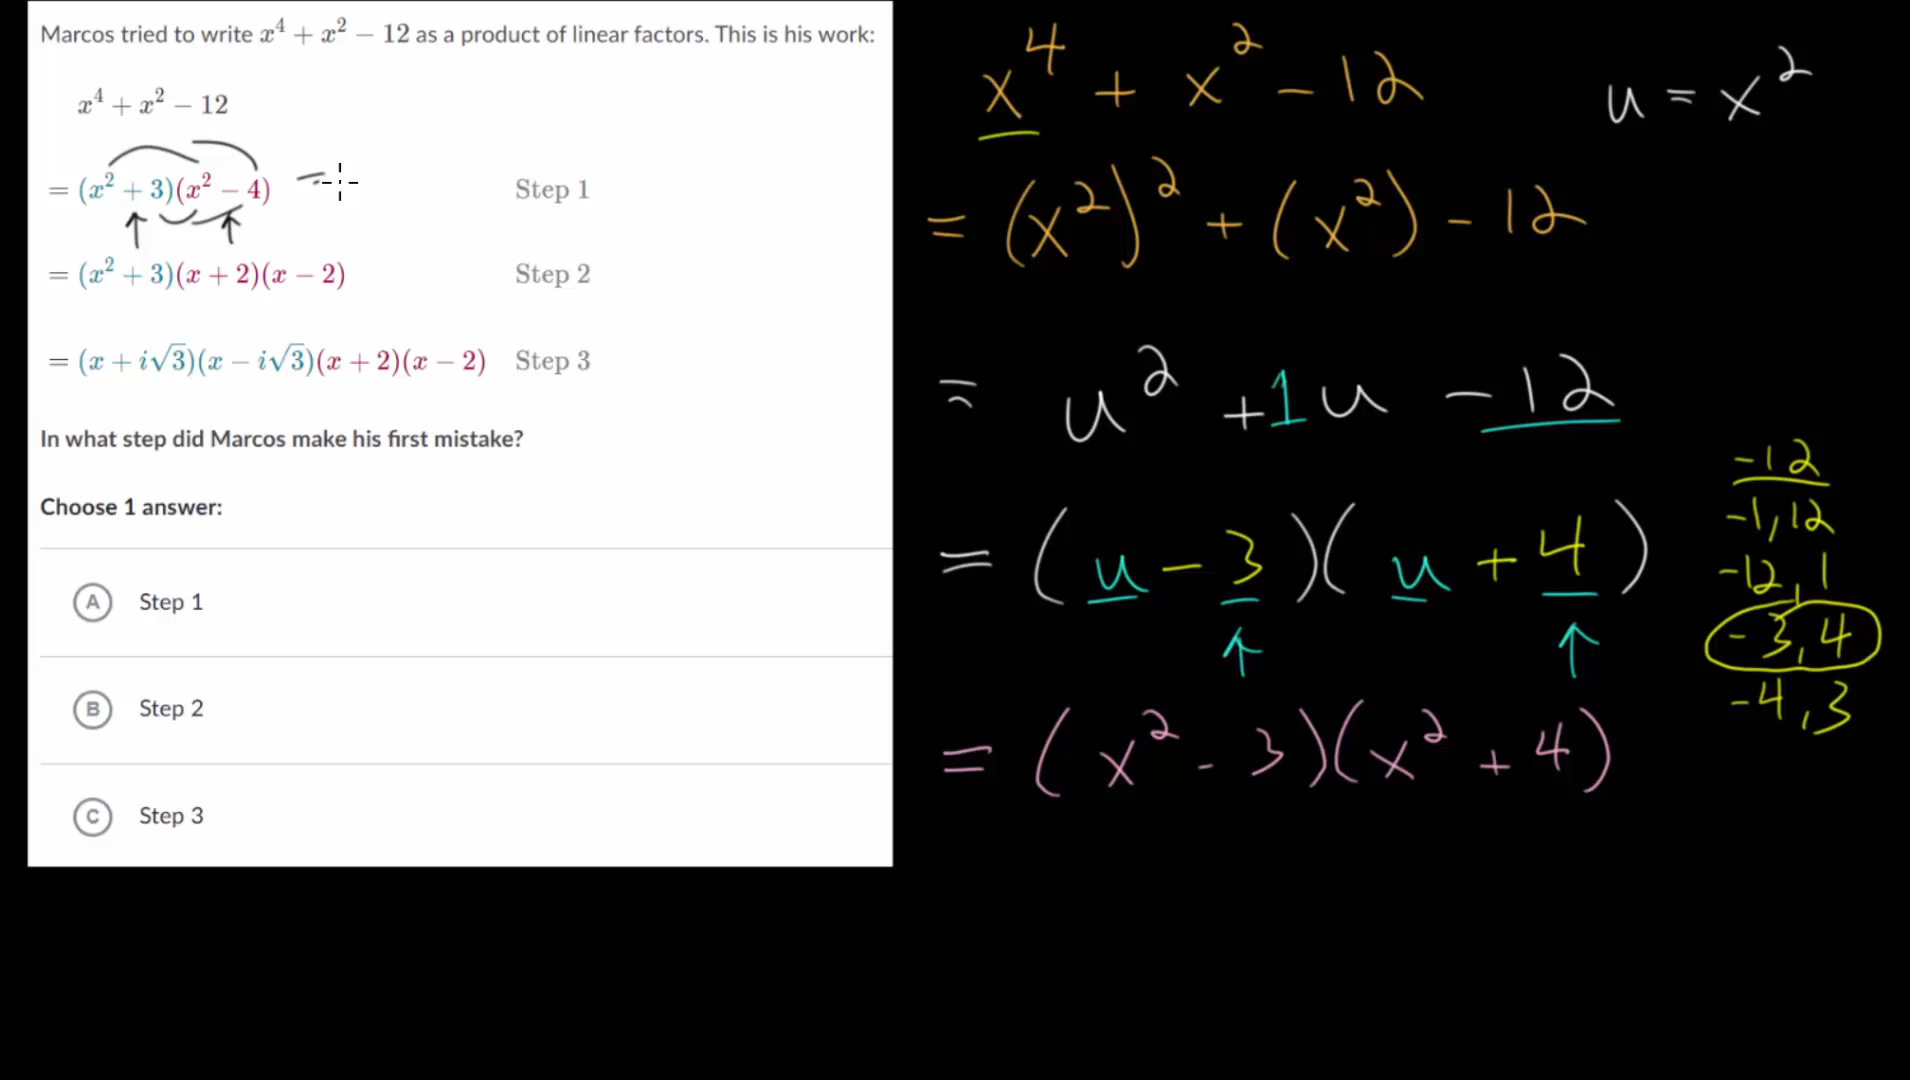 Marcos tried to write x⁴ + x² − 12 as a product of linear factors. This is his work:
x⁴ + x² − 12
= (x² + 3)(x² − 4) Step 1
= (x² + 3)(x + 2)(x − 2) Step 2
= (x + i√3)(x − i√3)(x + 2)(x − 2) Step 3
In what step did Marcos make his first mistake?
Choose 1 answer:
A Step 1
B Step 2
C Step 3
x⁴ + x² − 12
u = x²
= (x²)² + (x²) − 12
= u² + 1u − 12
= (u − 3)(u + 4)
= (x² − 3)(x² + 4)
−12
−1, 12
−12, 1
−3, 4
−4, 3